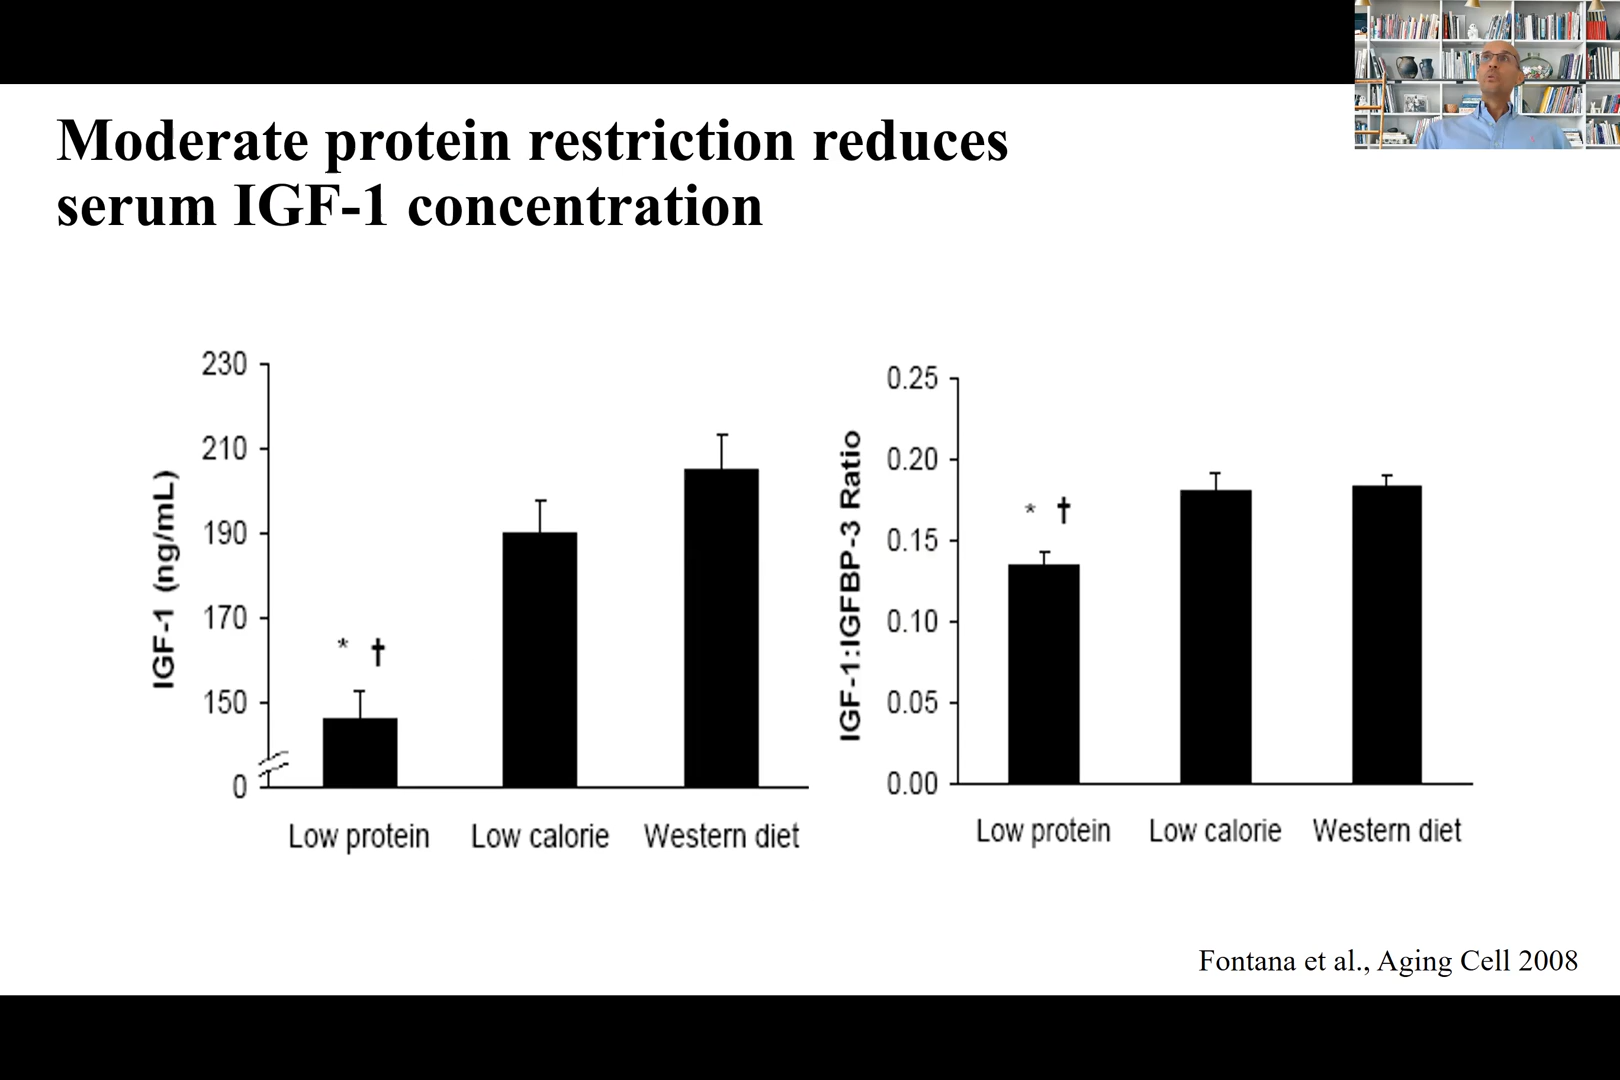 Moderate protein restriction reduces
serum IGF-1 concentration
IGF-1 (ng/mL)
230
210
190
170
150
0
* †
Low protein
Low calorie
Western diet
IGF-1:IGFBP-3 Ratio
0.25
0.20
0.15
0.10
0.05
0.00
* †
Low protein
Low calorie
Western diet
Fontana et al., Aging Cell 2008